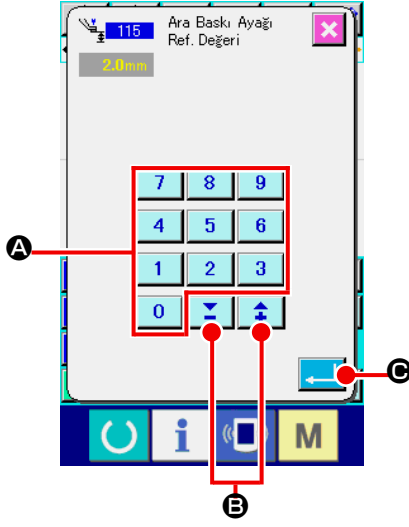 115 Ara Baskı Ayağı
Ref. Değeri
2.0mm
7 8 9
4 5 6
A
1 2 3
0
C
i M
B